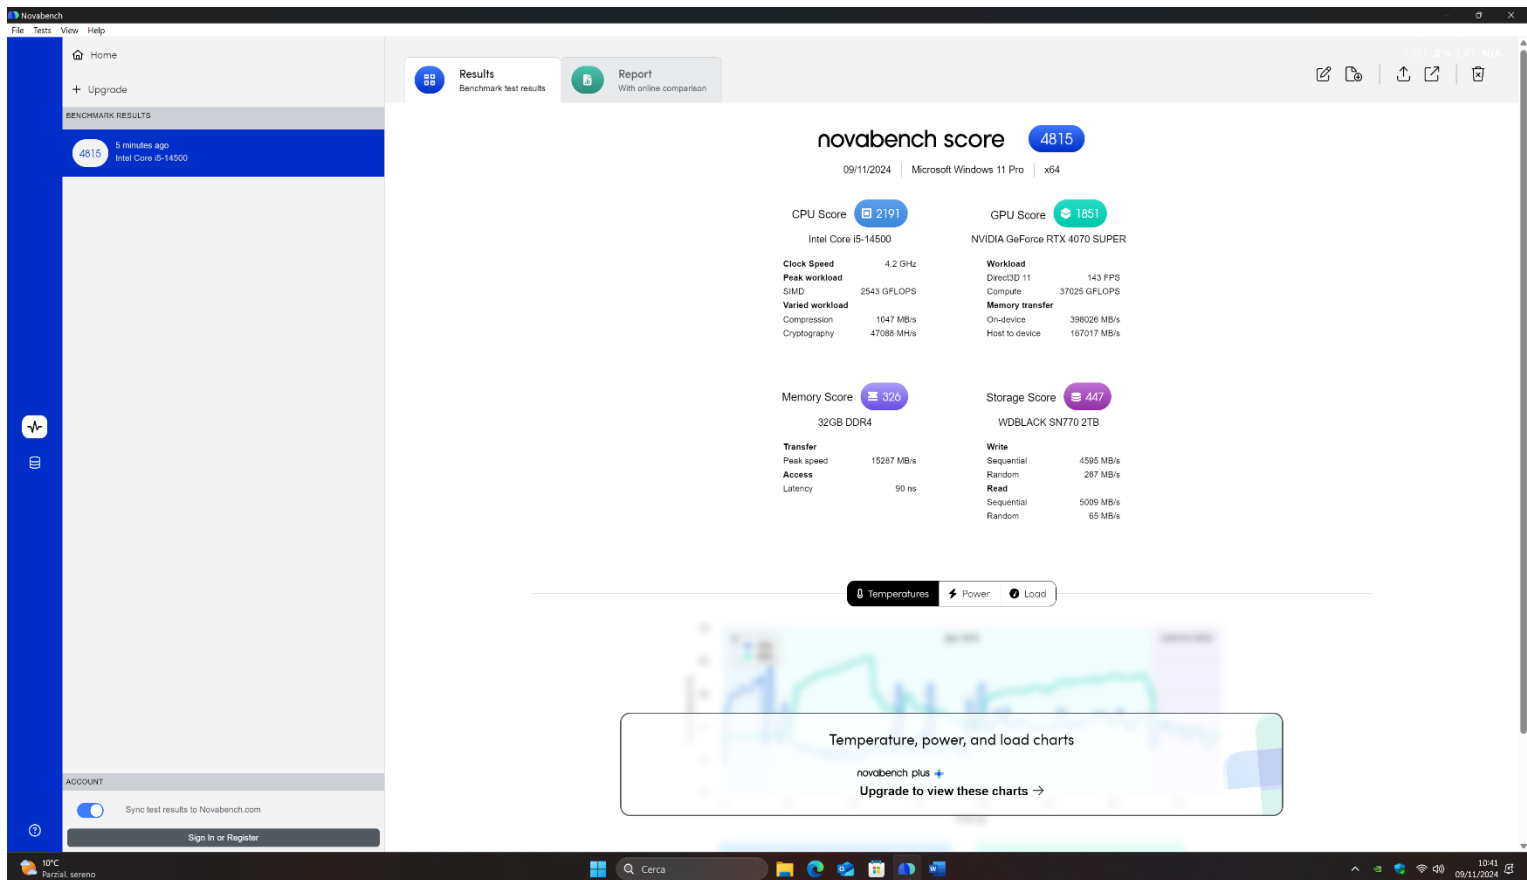 Novabench
File Tests View Help
Home
Upgrade
BENCHMARK RESULTS
4815
5 minutes ago
Intel Core i5-14500
Results
Benchmark test results
Report
With online comparison
novabench score 4815
09/11/2024 Microsoft Windows 11 Pro x64
CPU Score 2191
Intel Core i5-14500
Clock Speed 4.2 GHz
Peak workload
SIMD 2543 GFLOPS
Varied workload
Compression 1047 MB/s
Cryptography 47088 MH/s
GPU Score 1851
NVIDIA GeForce RTX 4070 SUPER
Workload
Direct3D 11 143 FPS
Compute 37025 GFLOPS
Memory transfer
On-device 398026 MB/s
Host to device 167017 MB/s
Memory Score 326
32GB DDR4
Transfer
Peak speed 15287 MB/s
Access
Latency 90 ns
Storage Score 447
WDBLACK SN770 2TB
Write
Sequential 4595 MB/s
Random 267 MB/s
Read
Sequential 5009 MB/s
Random 65 MB/s
Temperatures Power Load
Temperature, power, and load charts
novabench plus
Upgrade to view these charts →
ACCOUNT
Sync test results to Novabench.com
Sign In or Register
10°C
Parzial. sereno
Cerca
10:41
09/11/2024